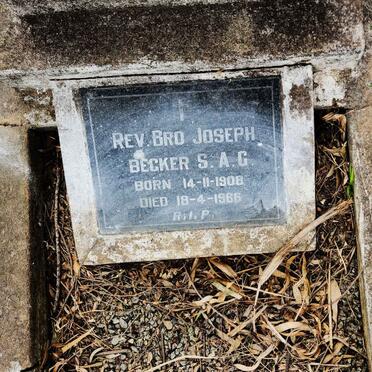 REV. BRO JOSEPH
BECKER S.A.C
BORN 14-11-1908
DIED 18-4-1966
R.I.P.